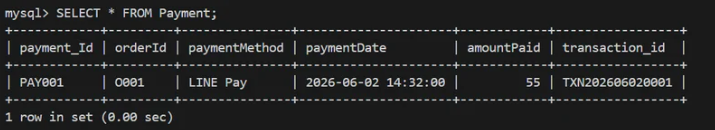 mysql> SELECT * FROM Payment;
+------------+---------+---------------+---------------------+------------+-----------------+
| payment_Id | orderId | paymentMethod | paymentDate         | amountPaid | transaction_id  |
+------------+---------+---------------+---------------------+------------+-----------------+
| PAY001     | O001    | LINE Pay      | 2026-06-02 14:32:00 |         55 | TXN202606020001 |
+------------+---------+---------------+---------------------+------------+-----------------+
1 row in set (0.00 sec)